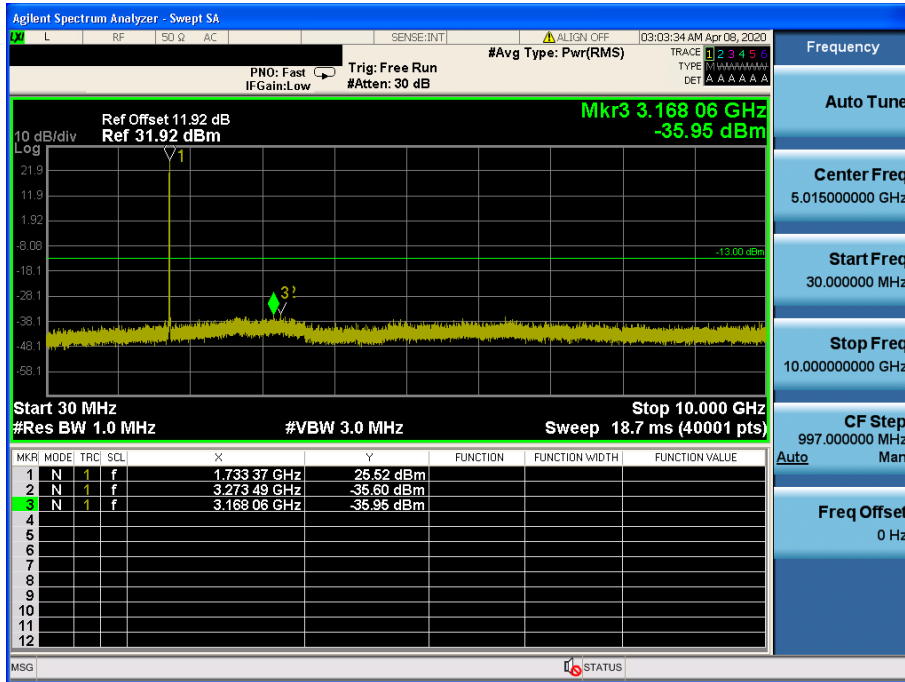 Agilent Spectrum Analyzer - Swept SA
LXI L RF 50 Ω AC SENSE:INT ALIGN OFF 03:03:34 AM Apr 08, 2020
Frequency
#Avg Type: Pwr(RMS)
TRACE 1 2 3 4 5 6
PNO: Fast Trig: Free Run
TYPE M WWWWW
IFGain:Low #Atten: 30 dB
DET A A A A A A
Auto Tune
Mkr3 3.168 06 GHz
-35.95 dBm
Ref Offset 11.92 dB
10 dB/div Ref 31.92 dBm
Log
1
21.9
11.9
1.92
-8.08
-13.00 dBm
-18.1
-28.1
3
-38.1
-48.1
-58.1
Center Freq
5.015000000 GHz
Start Freq
30.000000 MHz
Stop Freq
10.000000000 GHz
Start 30 MHz Stop 10.000 GHz
#Res BW 1.0 MHz #VBW 3.0 MHz Sweep 18.7 ms (40001 pts)
CF Step
997.000000 MHz
Auto Man
MKR MODE TRC SCL X Y FUNCTION FUNCTION WIDTH FUNCTION VALUE
1 N 1 f 1.733 37 GHz 25.52 dBm
2 N 1 f 3.273 49 GHz -35.60 dBm
3 N 1 f 3.168 06 GHz -35.95 dBm
4
5
6
7
8
9
10
11
12
Freq Offset
0 Hz
MSG STATUS